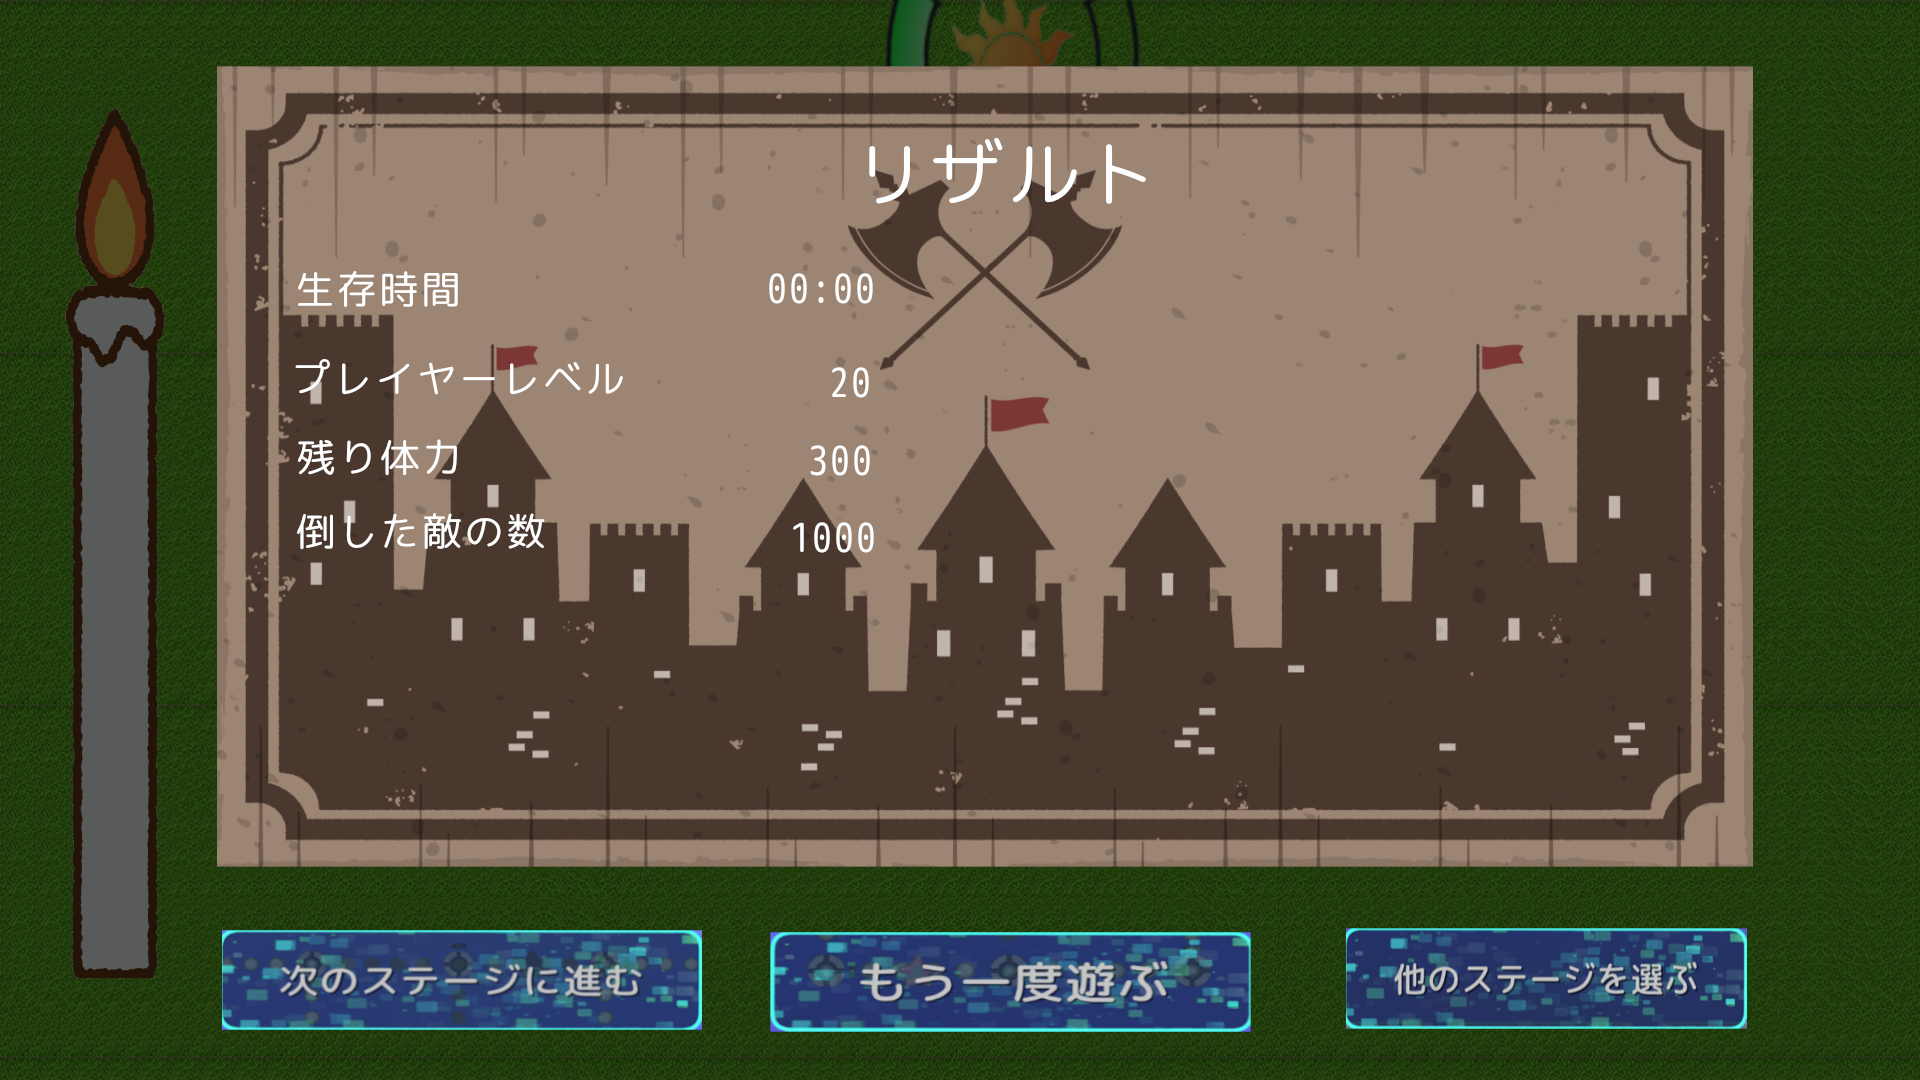 リザルト
生存時間 00:00
プレイヤーレベル 20
残り体力 300
倒した敵の数 1000
次のステージに進む
もう一度遊ぶ
他のステージを選ぶ